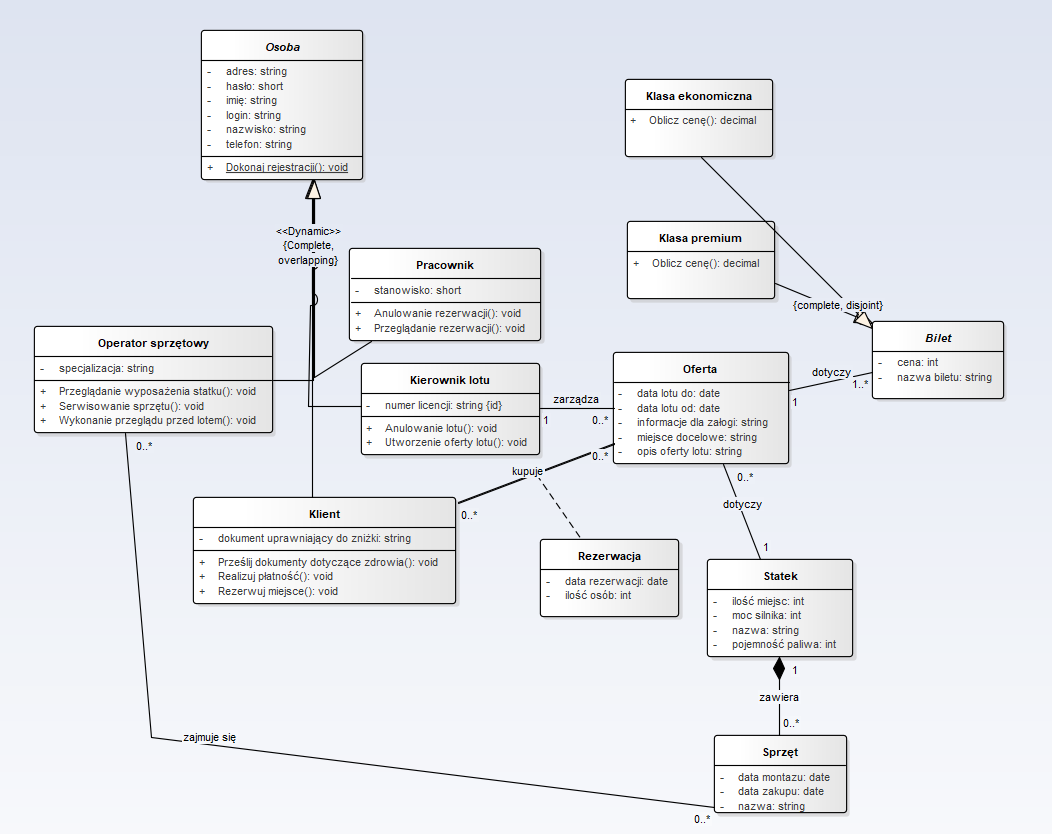 Osoba
- adres: string
- hasło: short
- imię: string
- login: string
- nazwisko: string
- telefon: string
+ Dokonaj rejestracji(): void
Klasa ekonomiczna
+ Oblicz cenę(): decimal
<<Dynamic>>
{Complete,
overlapping}
Klasa premium
+ Oblicz cenę(): decimal
Pracownik
- stanowisko: short
+ Anulowanie rezerwacji(): void
+ Przeglądanie rezerwacji(): void
{complete, disjoint}
Bilet
- cena: int
- nazwa biletu: string
Operator sprzętowy
- specjalizacja: string
+ Przeglądanie wyposażenia statku(): void
+ Serwisowanie sprzętu(): void
+ Wykonanie przeglądu przed lotem(): void
0..*
Kierownik lotu
- numer licencji: string {id}
+ Anulowanie lotu(): void
+ Utworzenie oferty lotu(): void
zarządza
1
0..*
Oferta
- data lotu do: date
- data lotu od: date
- informacje dla załogi: string
- miejsce docelowe: string
- opis oferty lotu: string
dotyczy
1..*
1
0..*
kupuje
0..*
0..*
dotyczy
1
Klient
- dokument uprawniający do zniżki: string
+ Prześlij dokumenty dotyczące zdrowia(): void
+ Realizuj płatność(): void
+ Rezerwuj miejsce(): void
Rezerwacja
- data rezerwacji: date
- ilość osób: int
Statek
- ilość miejsc: int
- moc silnika: int
- nazwa: string
- pojemność paliwa: int
1
zawiera
0..*
zajmuje się
Sprzęt
- data montazu: date
- data zakupu: date
- nazwa: string
0..*